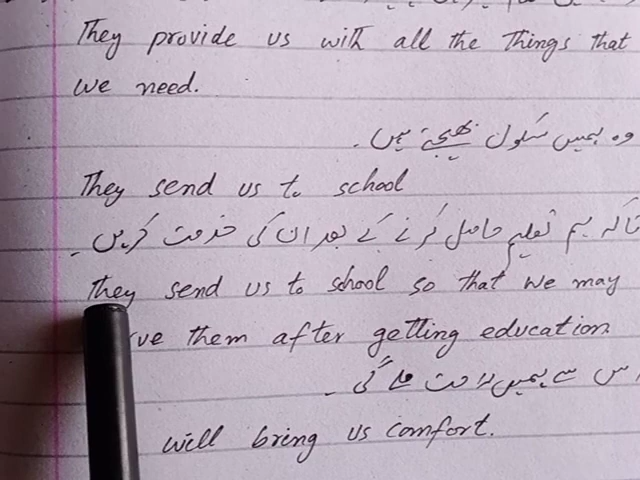 They provide us with all the things that
we need.
وہ ہمیں سکول بھیجتے ہیں۔
They send us to school
تاکہ ہم تعلیم حاصل کرنے کے بعد ان کی خدمت کریں۔
They send us to school so that we may
ve them after getting education
اس سے ہمیں راحت ملے گی۔
will bring us comfort.